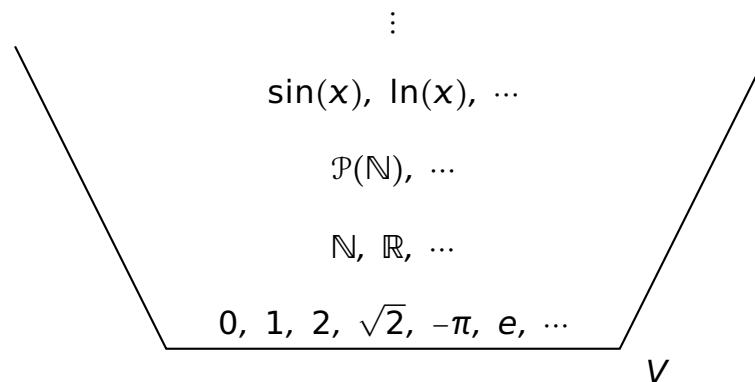 ⋮
sin(x), ln(x), ⋯
𝒫(ℕ), ⋯
ℕ, ℝ, ⋯
0, 1, 2, √2, −π, e, ⋯
V